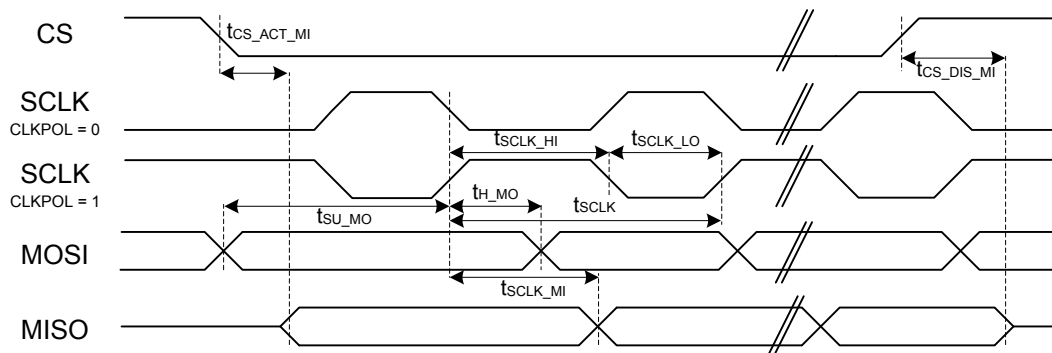 CS
tCS_ACT_MI
tCS_DIS_MI
SCLK
CLKPOL = 0
tSCLK_HI
tSCLK_LO
SCLK
CLKPOL = 1
tSU_MO
tH_MO
tSCLK
MOSI
tSCLK_MI
MISO